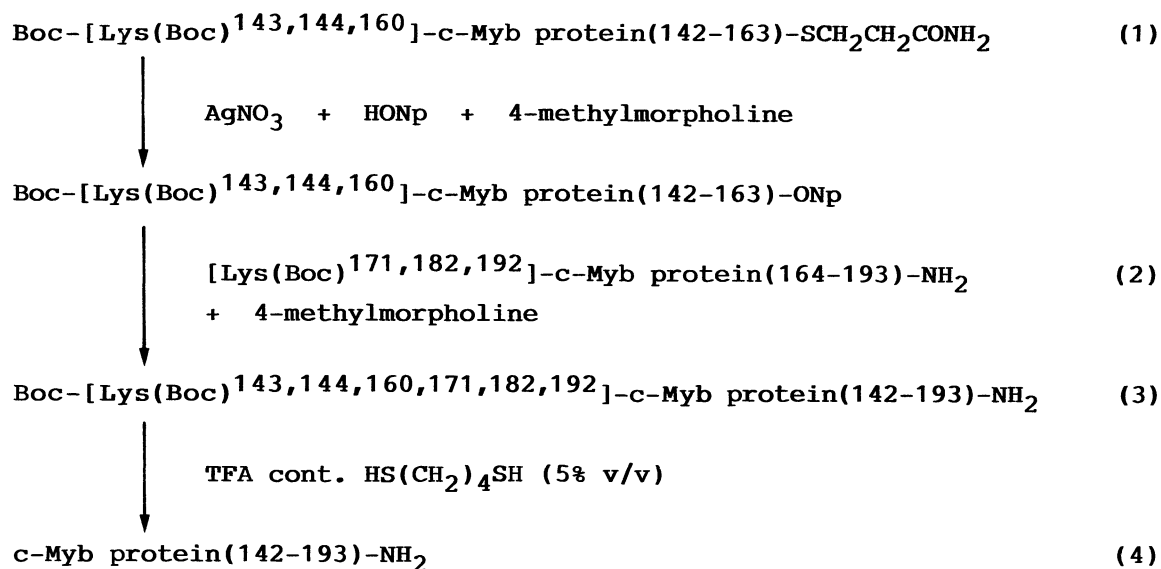 Boc-[Lys(Boc)143,144,160]-c-Myb protein(142-163)-SCH2CH2CONH2 (1)
AgNO3 + HONp + 4-methylmorpholine
Boc-[Lys(Boc)143,144,160]-c-Myb protein(142-163)-ONp
[Lys(Boc)171,182,192]-c-Myb protein(164-193)-NH2 (2)
+ 4-methylmorpholine
Boc-[Lys(Boc)143,144,160,171,182,192]-c-Myb protein(142-193)-NH2 (3)
TFA cont. HS(CH2)4SH (5% v/v)
c-Myb protein(142-193)-NH2 (4)